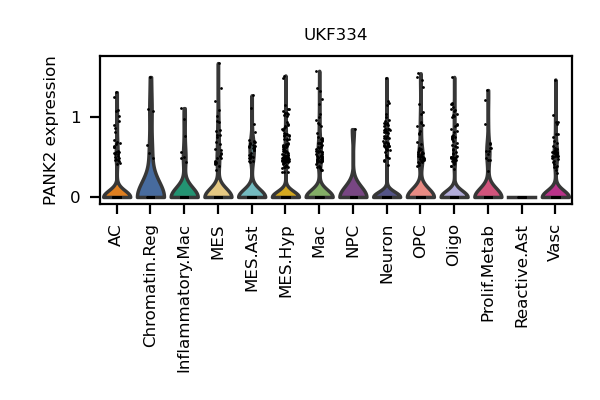 UKF334
PANK2 expression
1
0
AC
Chromatin.Reg
Inflammatory.Mac
MES
MES.Ast
MES.Hyp
Mac
NPC
Neuron
OPC
Oligo
Prolif.Metab
Reactive.Ast
Vasc